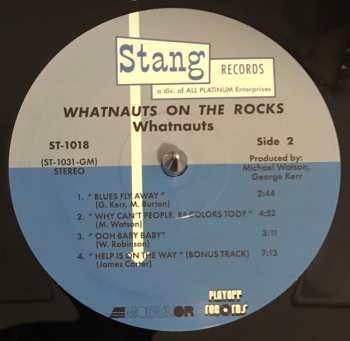 Stang
RECORDS
a div. of ALL PLATINUM Enterprises
WHATNAUTS ON THE ROCKS
Whatnauts
ST-1018
(ST-1031-GM)
STEREO
Side 2
Produced by:
Michael Watson,
George Kerr
1. “ BLUES FLY AWAY ” 2:44
(G. Kerr, M. Burton)
2. “ WHY CAN'T PEOPLE, BE COLORS TOO? ” 4:52
(M. Watson)
3. “ OOH BABY BABY ” 3:11
(W. Robinson)
4. “ HELP IS ON THE WAY ” (BONUS TRACK) 7:13
(James Carter)
MODULOR
PLAYOFF
RECORDS